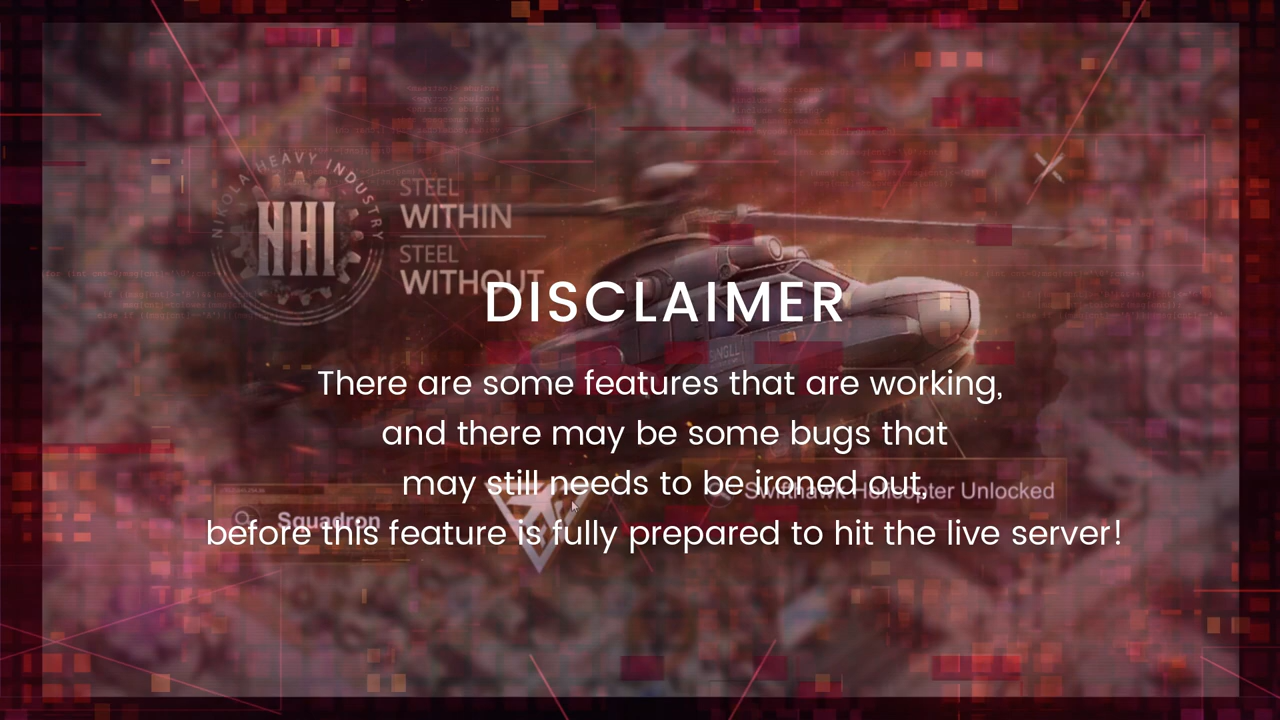 NIKOLA HEAVY INDUSTRY
NHI
STEEL
WITHIN
STEEL
WITHOUT
DISCLAIMER
There are some features that are working,
and there may be some bugs that
may still needs to be ironed out,
before this feature is fully prepared to hit the live server!
Swifthawk Helicopter Unlocked
Squadron